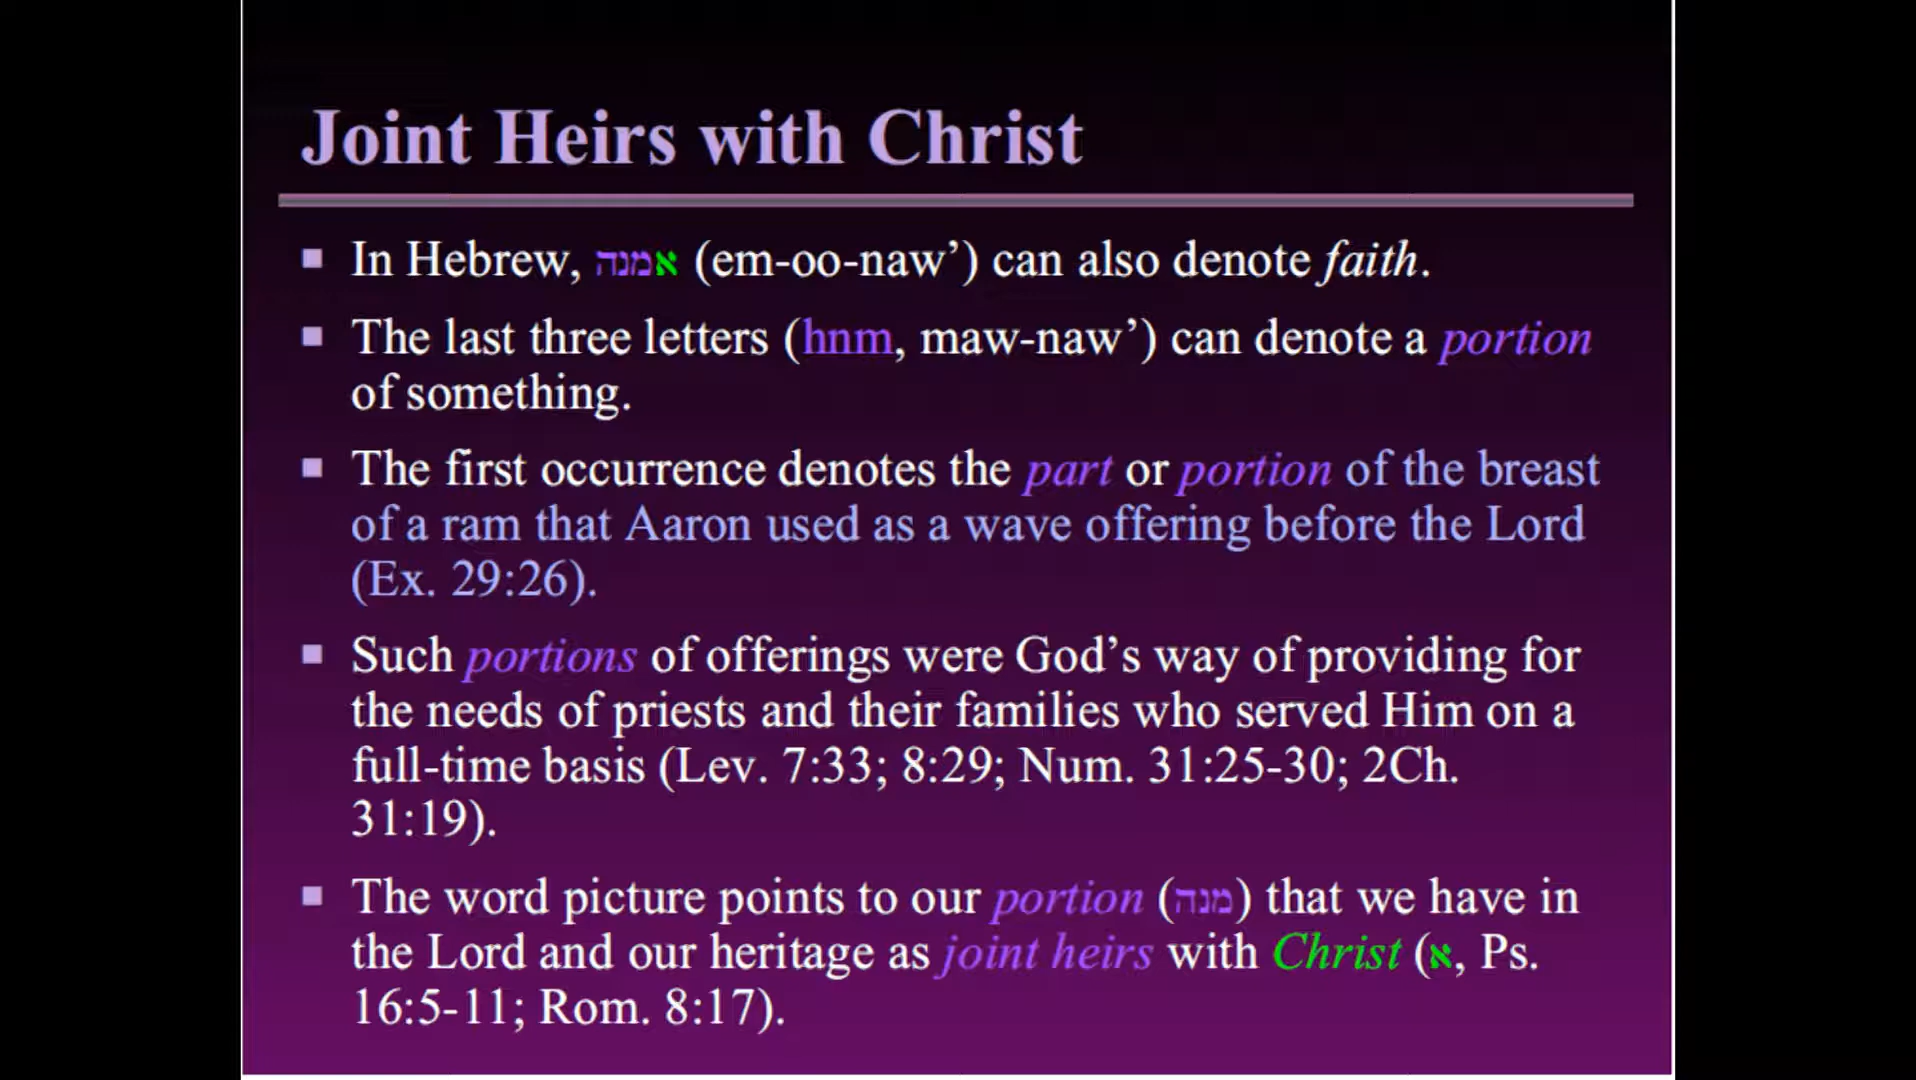 Joint Heirs with Christ
■ In Hebrew, אמנה (em-oo-naw’) can also denote faith.
■ The last three letters (hnm, maw-naw’) can denote a portion
of something.
■ The first occurrence denotes the part or portion of the breast
of a ram that Aaron used as a wave offering before the Lord
(Ex. 29:26).
■ Such portions of offerings were God’s way of providing for
the needs of priests and their families who served Him on a
full-time basis (Lev. 7:33; 8:29; Num. 31:25-30; 2Ch.
31:19).
■ The word picture points to our portion (מנה) that we have in
the Lord and our heritage as joint heirs with Christ (א, Ps.
16:5-11; Rom. 8:17).